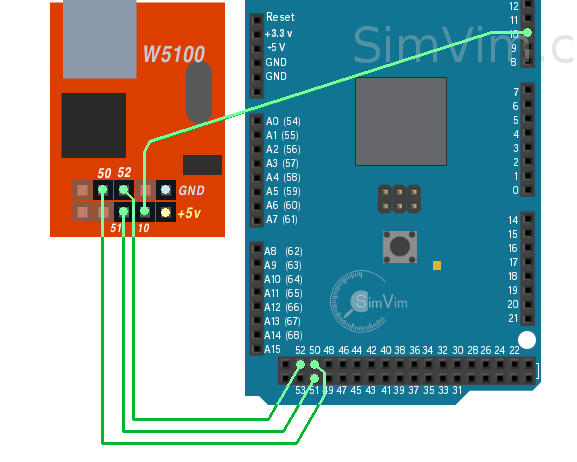 W5100
50 52
GND
+5v
51 10
Reset
+3.3 v
+5 V
GND
GND
A0 (54)
A1 (55)
A2 (56)
A3 (57)
A4 (58)
A5 (59)
A6 (60)
A7 (61)
A8 (62)
A9 (63)
A10 (64)
A11 (65)
A12 (66)
A13 (67)
A14 (68)
A15
SimVim.c
12
11
10
9
8
7
6
5
4
3
2
1
0
14
15
16
17
18
19
20
21
SimVim
52 50 48 46 44 42 40 38 36 34 32 30 28 26 24 22
53 51 49 47 45 43 41 39 37 35 33 31